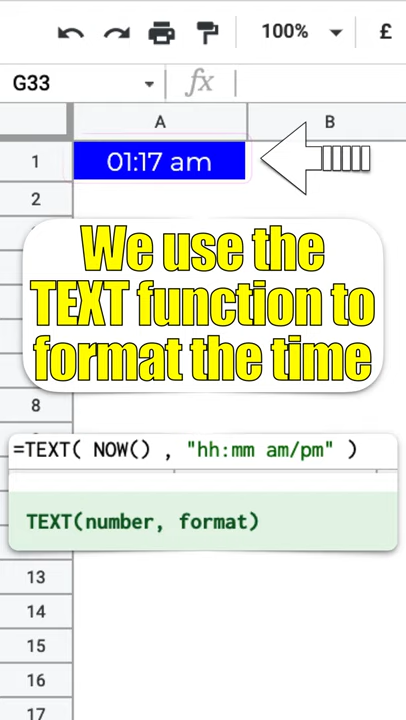 100% £
G33 fx
A B
1 01:17 am
2
We use the
TEXT function to
format the time
8
=TEXT( NOW() , "hh:mm am/pm" )
TEXT(number, format)
13
14
15
16
17